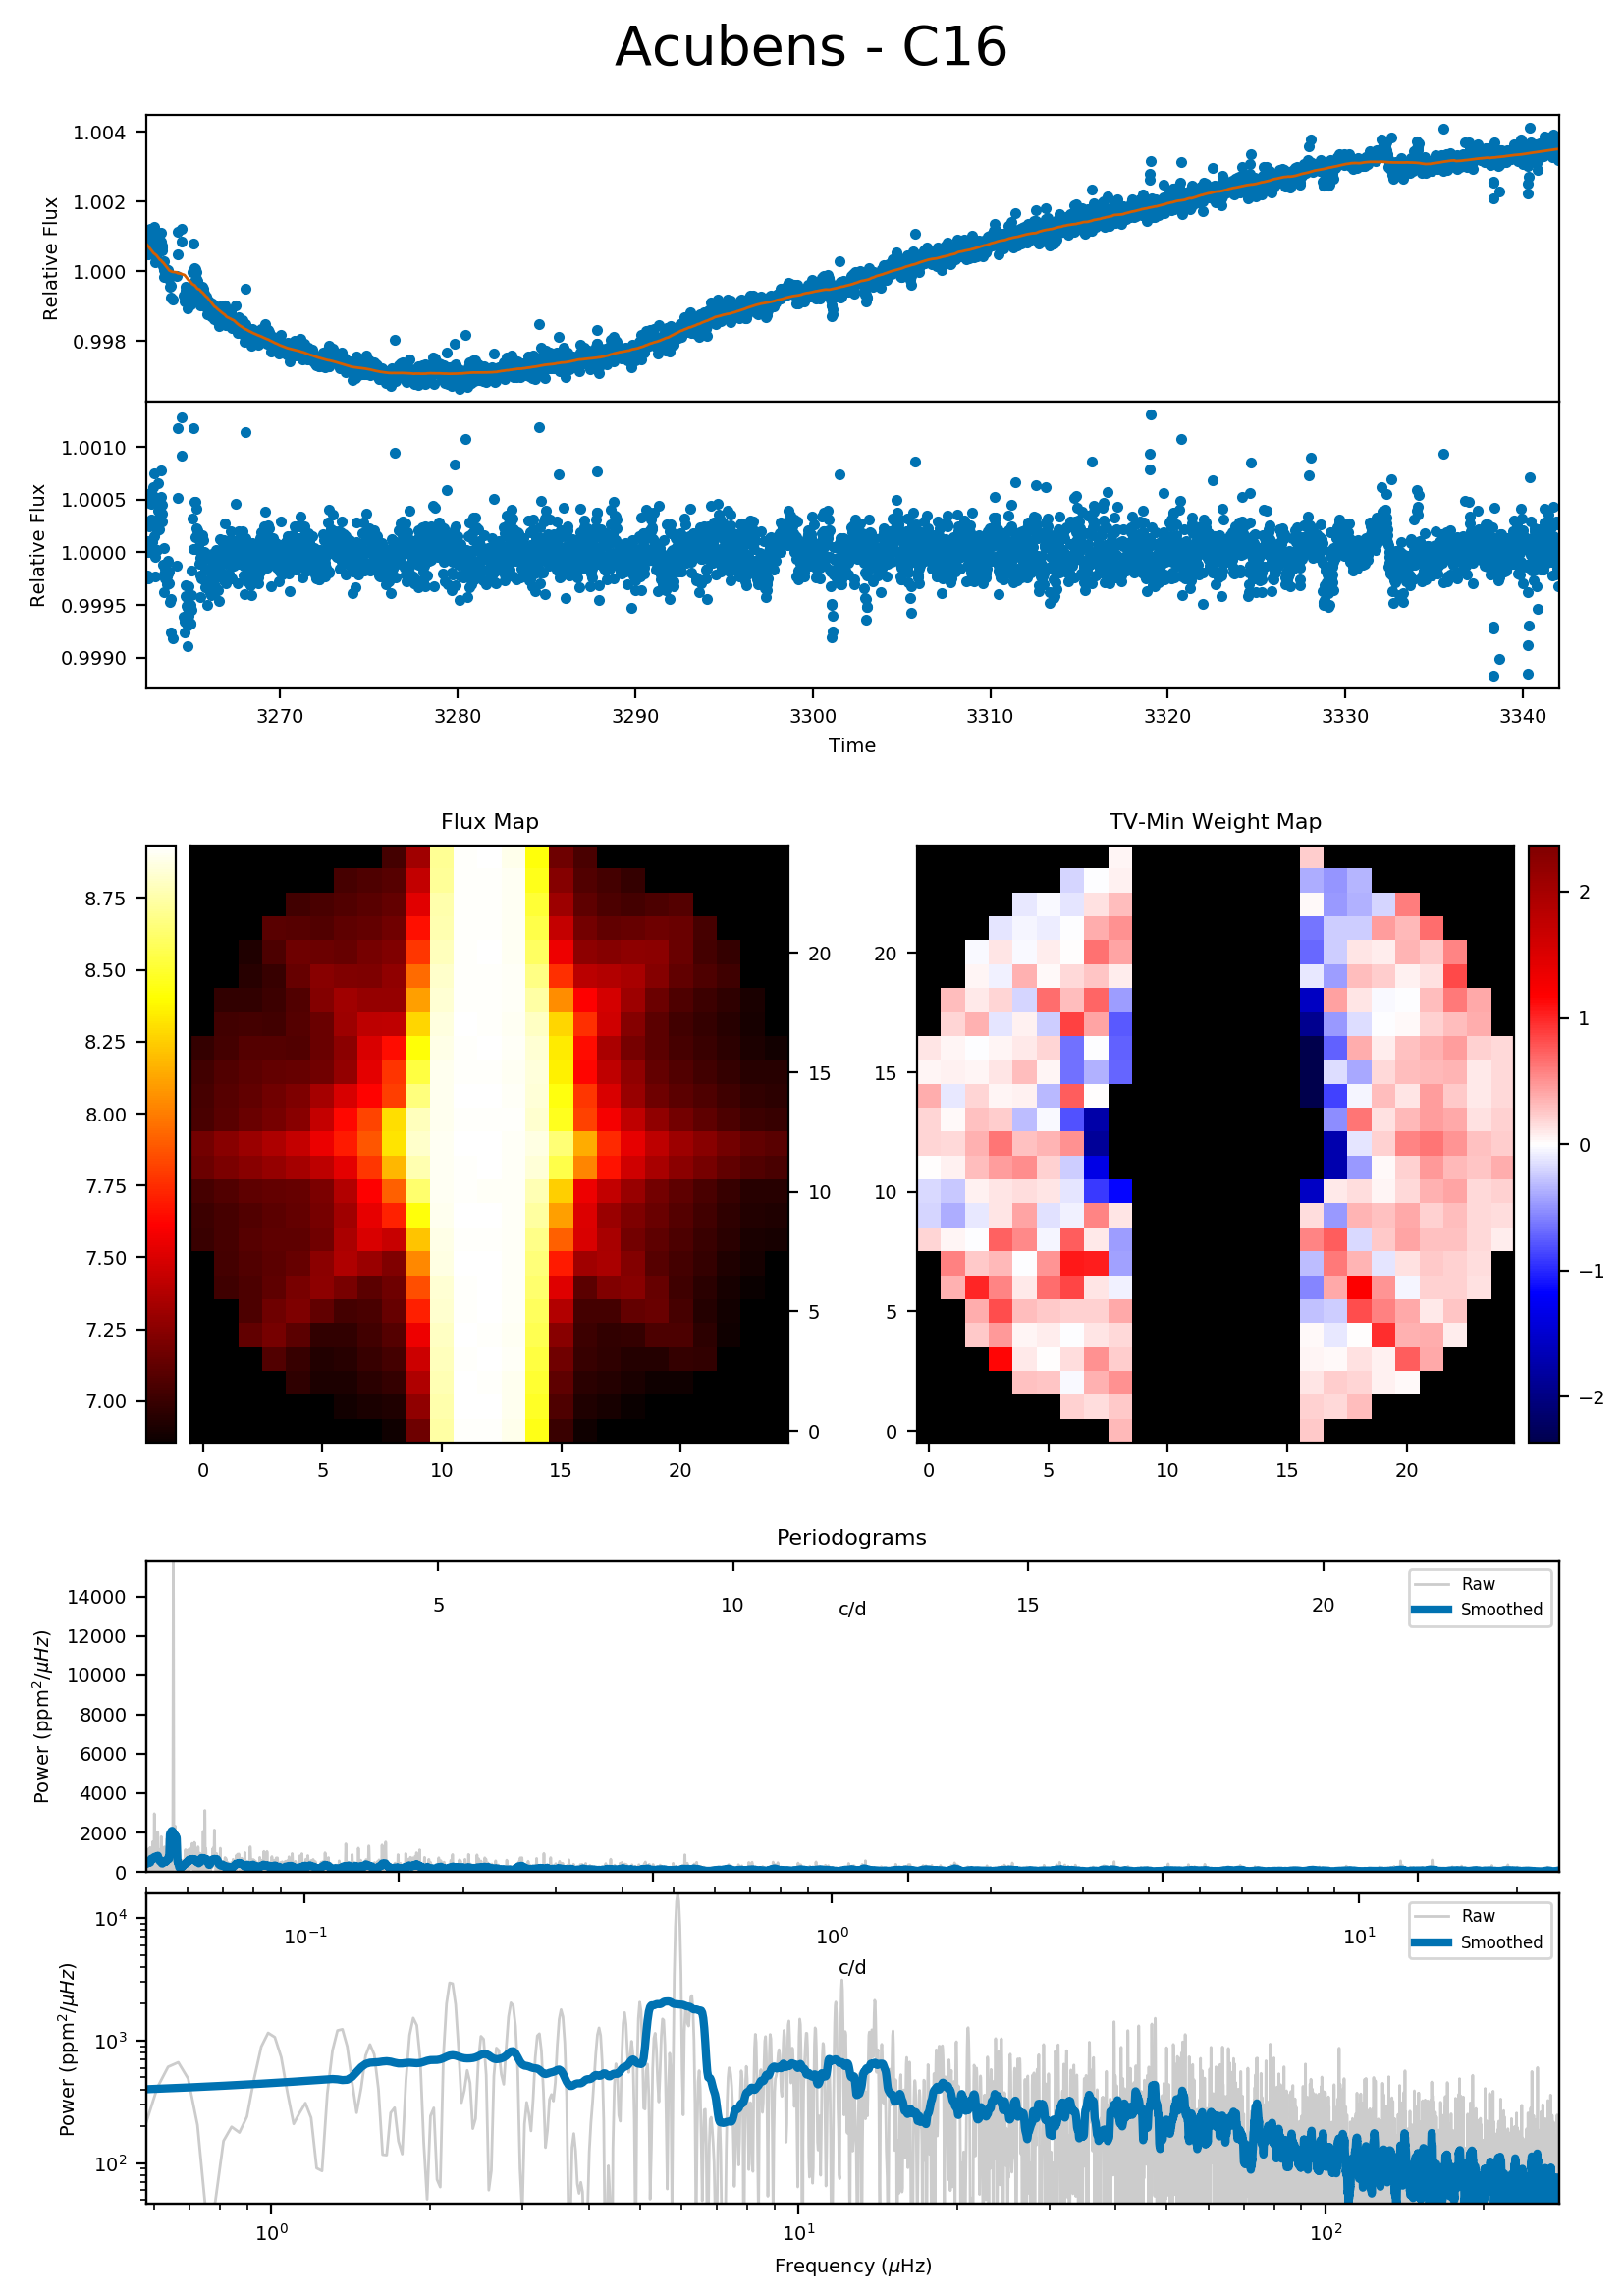 Acubens - C16
1.004
1.002
1.000
0.998
Relative Flux
1.0010
1.0005
1.0000
0.9995
0.9990
Relative Flux
3270 3280 3290 3300 3310 3320 3330 3340
Time
Flux Map
TV-Min Weight Map
8.75
8.50
8.25
8.00
7.75
7.50
7.25
7.00
20
15
10
5
0
0 5 10 15 20
20
15
10
5
0
0 5 10 15 20
2
1
0
−1
−2
Periodograms
14000
12000
10000
8000
6000
4000
2000
0
Power (ppm²/μHz)
5 10 15 20
c/d
Raw
Smoothed
10⁴
10³
10²
Power (ppm²/μHz)
10⁻¹ 10⁰ 10¹
c/d
Raw
Smoothed
10⁰ 10¹ 10²
Frequency (μHz)